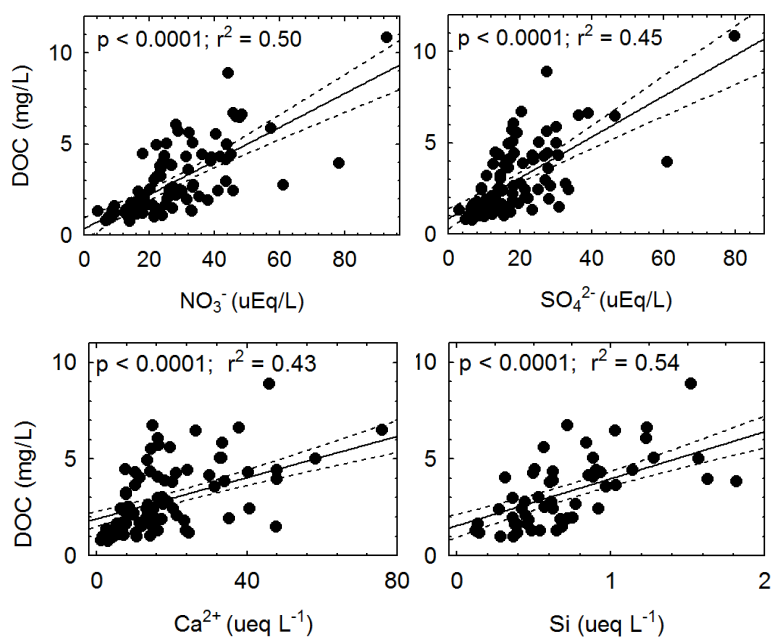 p < 0.0001; r² = 0.50
10
5
0
DOC (mg/L)
0 20 40 60 80
NO₃⁻ (uEq/L)
p < 0.0001; r² = 0.45
10
5
0
0 20 40 60 80
SO₄²⁻ (uEq/L)
p < 0.0001; r² = 0.43
10
5
0
DOC (mg/L)
0 40 80
Ca²⁺ (ueq L⁻¹)
p < 0.0001; r² = 0.54
10
5
0
0 1 2
Si (ueq L⁻¹)